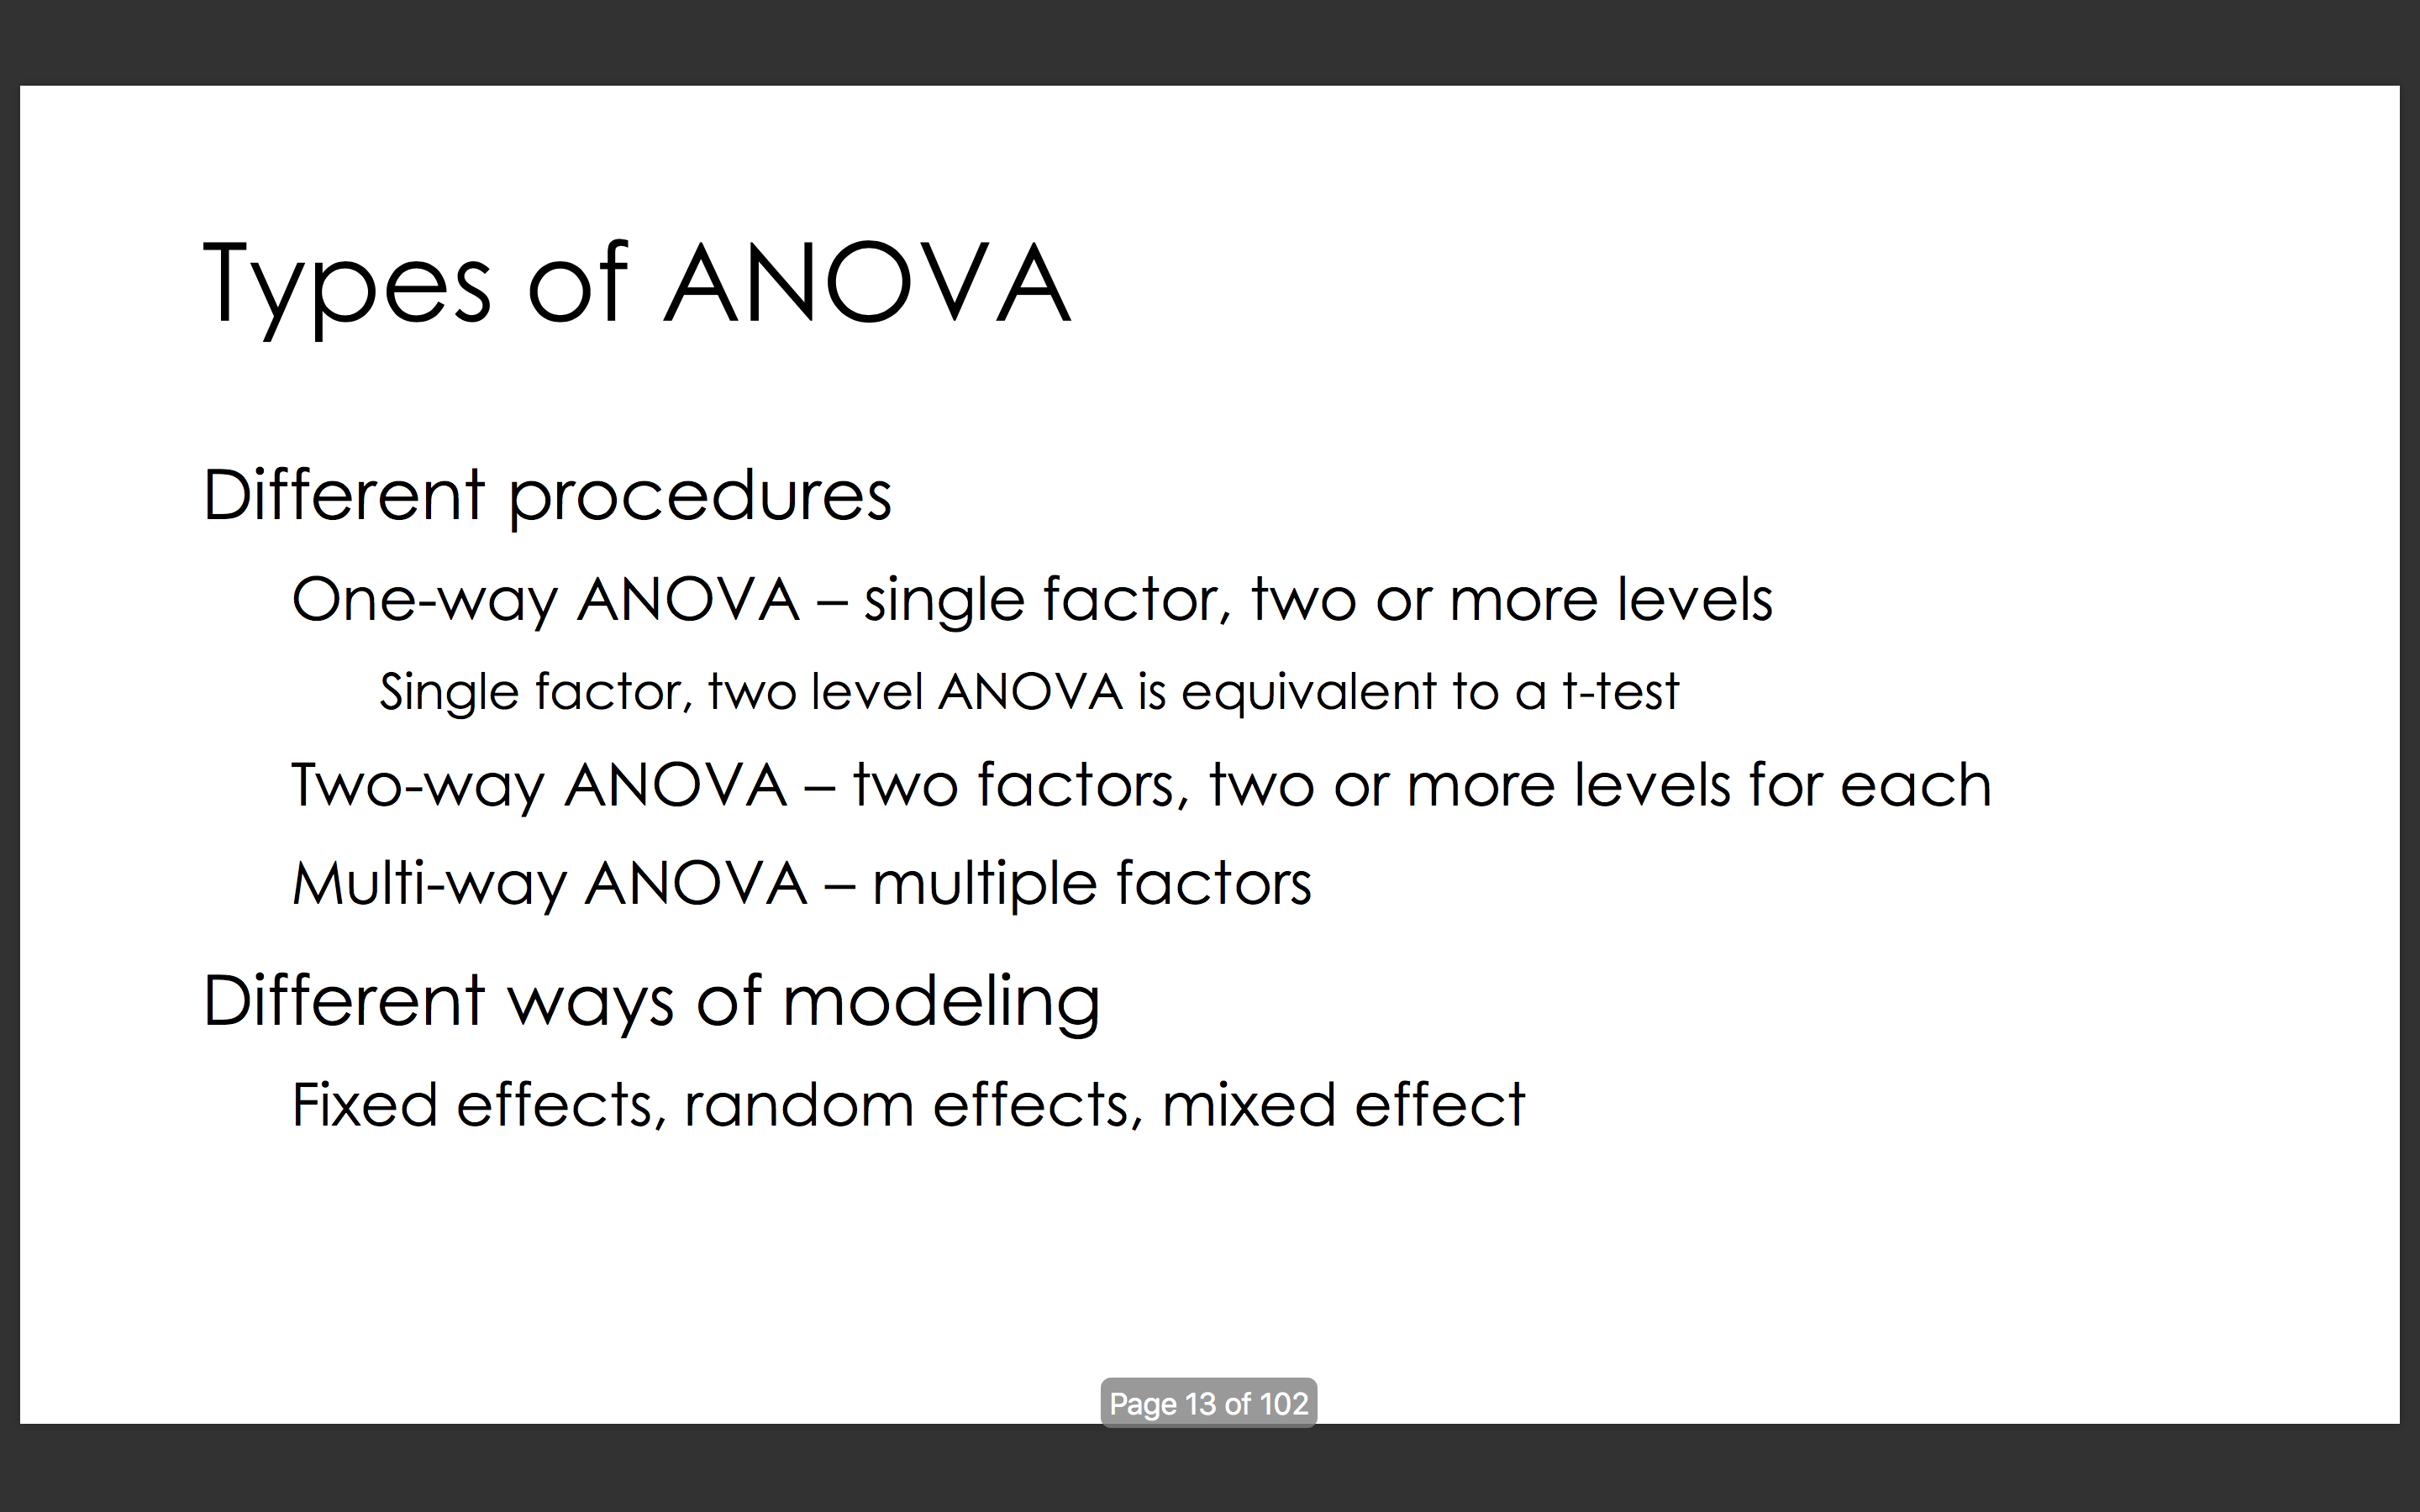 Types of ANOVA
Different procedures
One-way ANOVA – single factor, two or more levels
Single factor, two level ANOVA is equivalent to a t-test
Two-way ANOVA – two factors, two or more levels for each
Multi-way ANOVA – multiple factors
Different ways of modeling
Fixed effects, random effects, mixed effect
Page 13 of 102